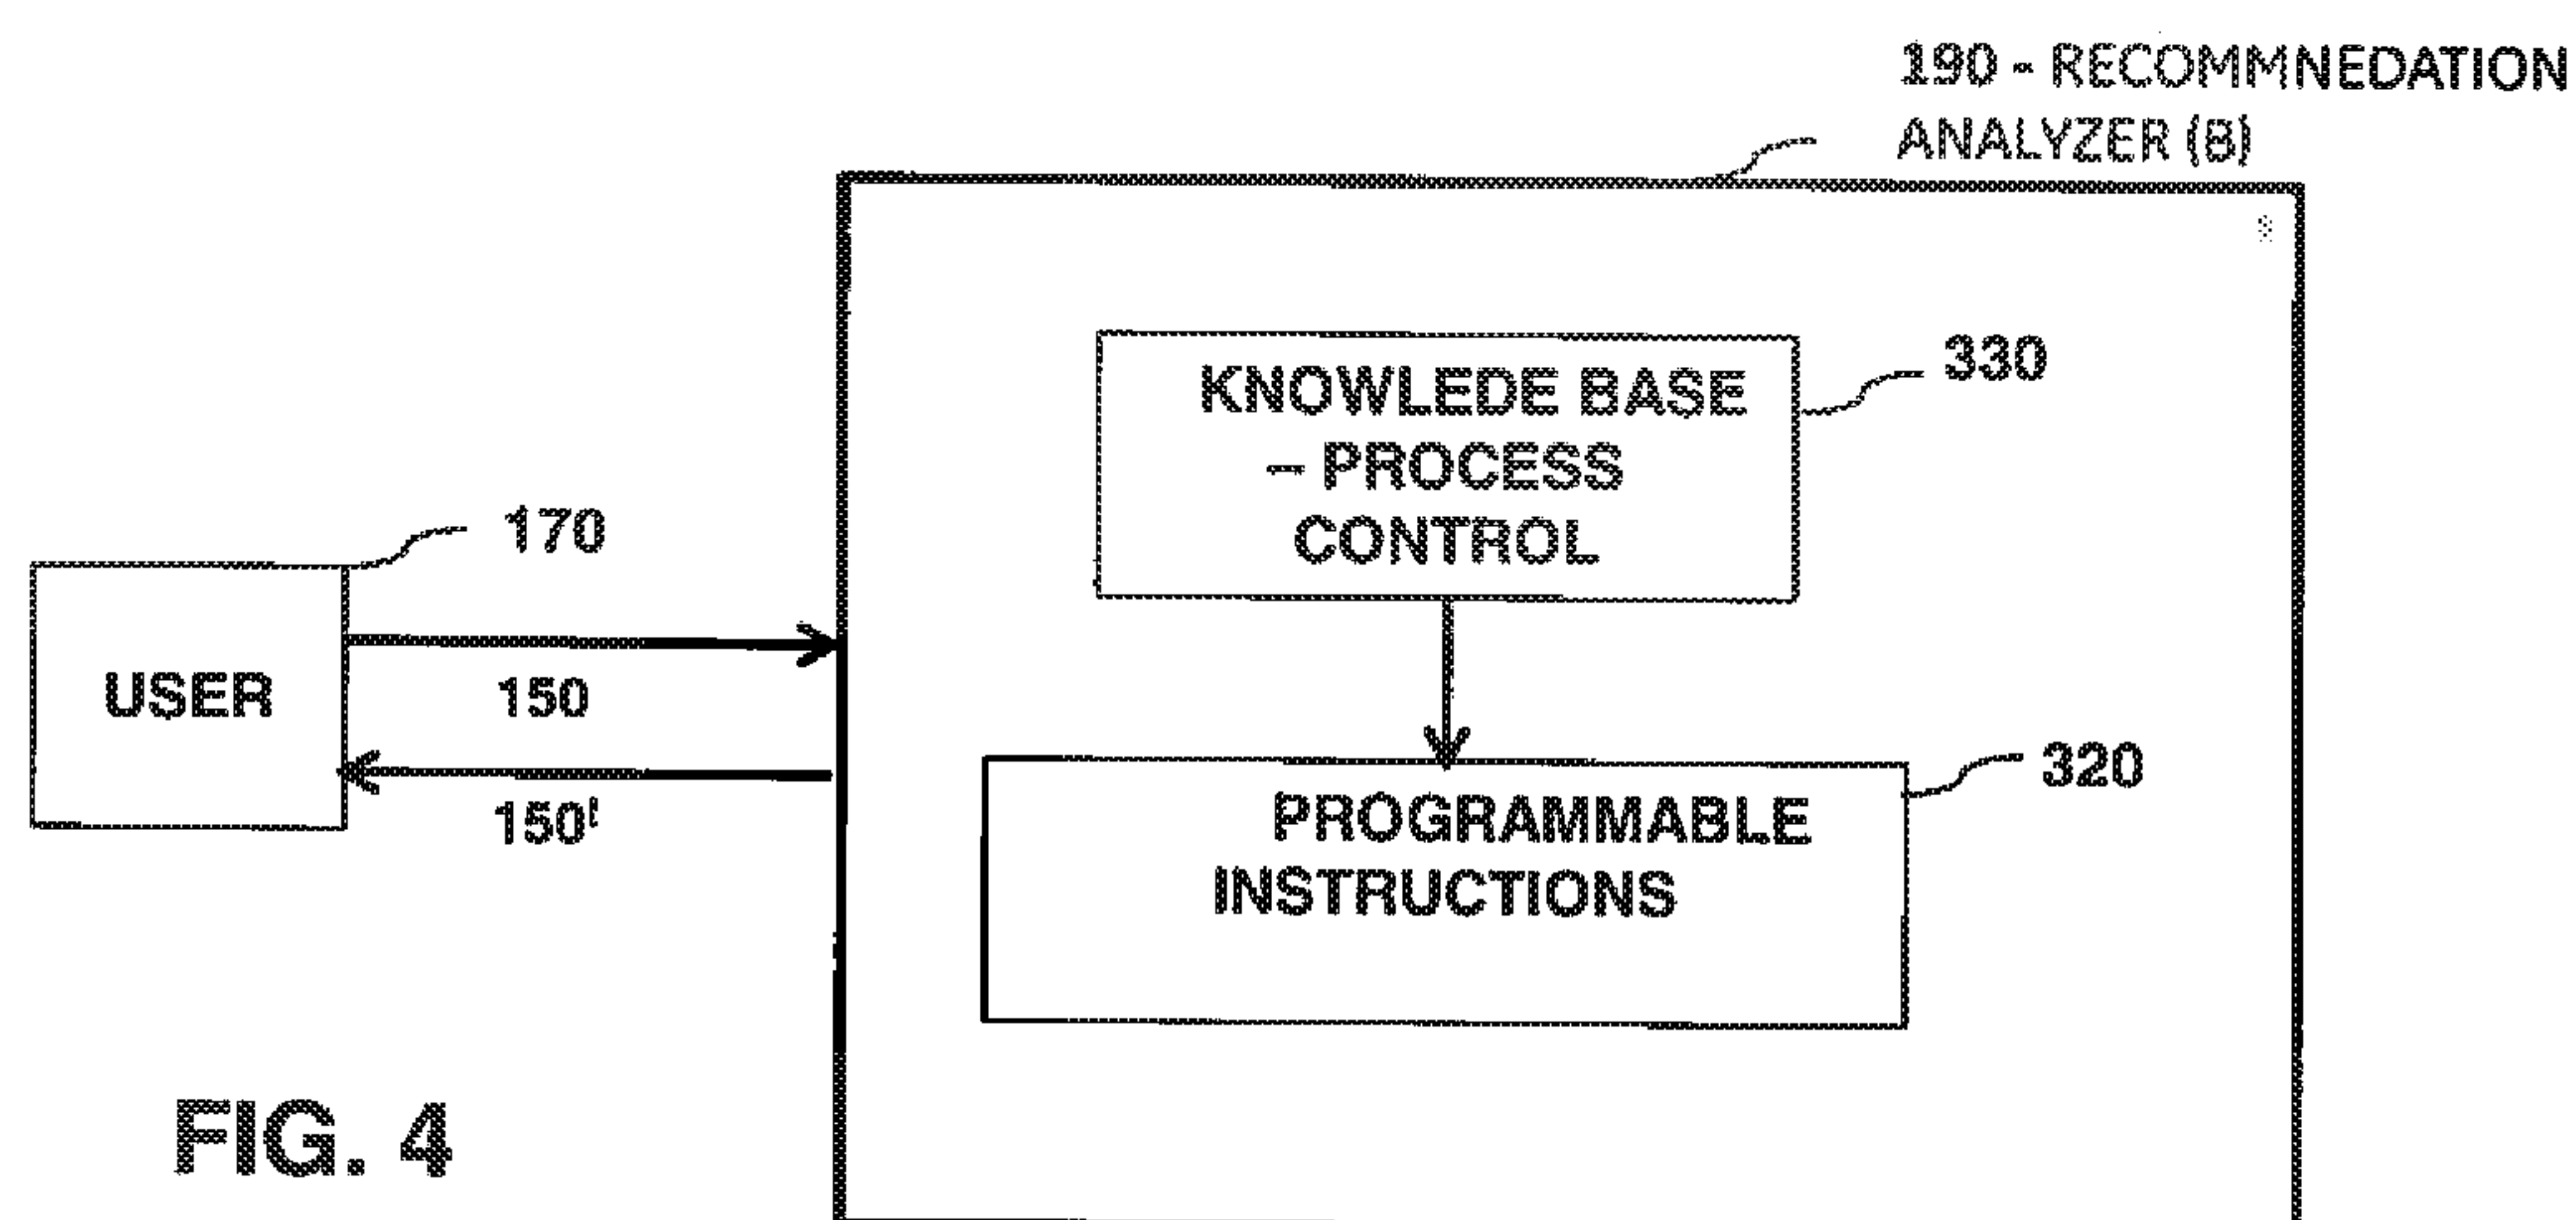 190 - RECOMMNEDATION
ANALYZER (B)
KNOWLEDE BASE
– PROCESS
CONTROL
330
170
USER
150
150'
320
PROGRAMMABLE
INSTRUCTIONS
FIG. 4